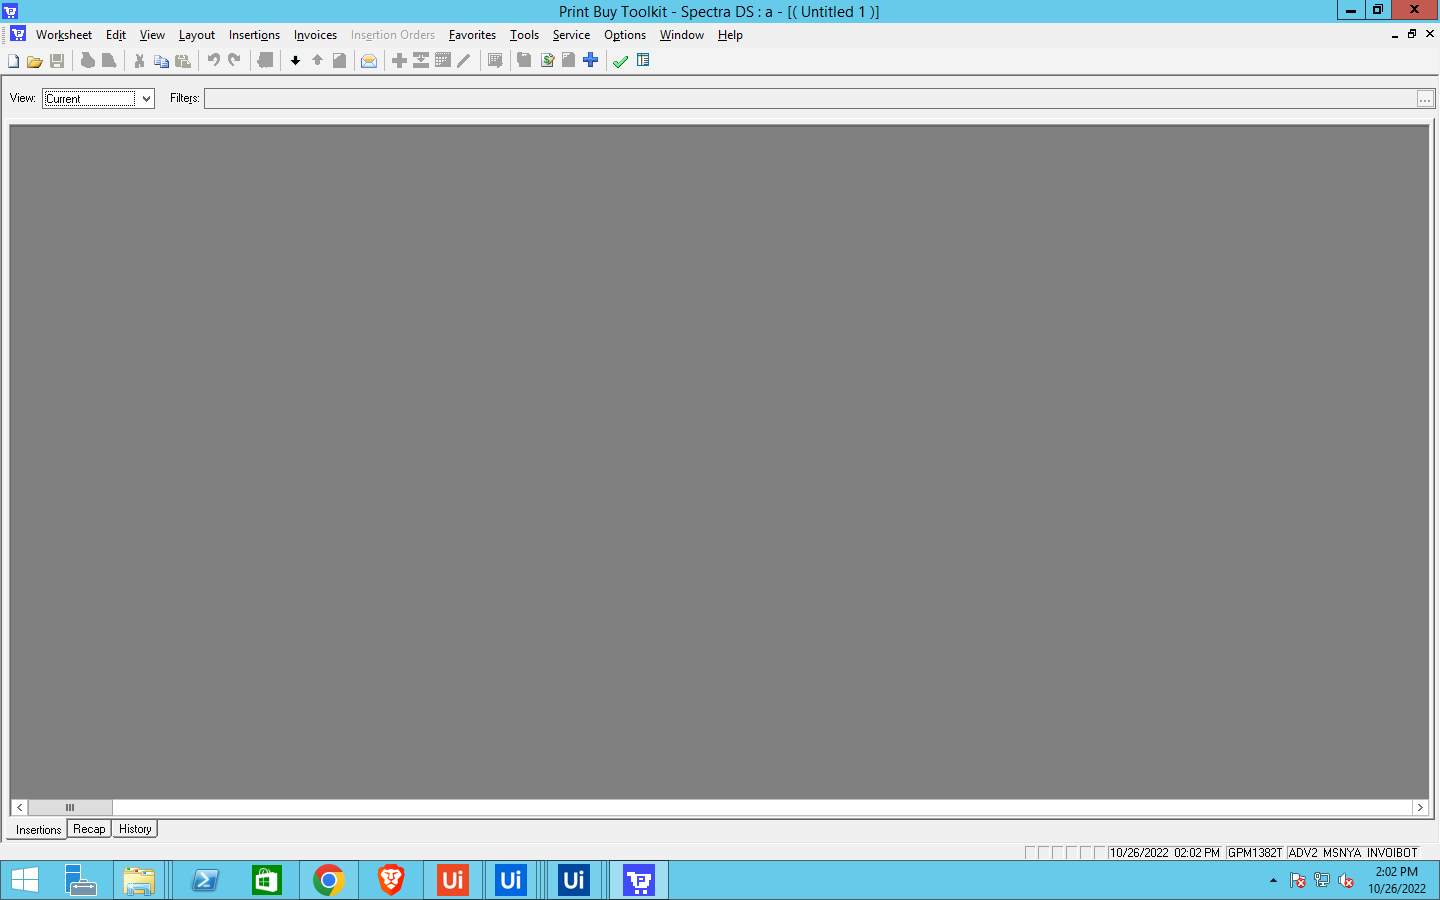 Print Buy Toolkit - Spectra DS : a - [( Untitled 1 )]
Worksheet Edit View Layout Insertions Invoices Insertion Orders Favorites Tools Service Options Window Help
View: Current Filters: ...
Insertions Recap History
10/26/2022 02:02 PM GPM1382T ADV2 MSNYA INVOIBOT
Ui Ui Ui P
2:02 PM
10/26/2022